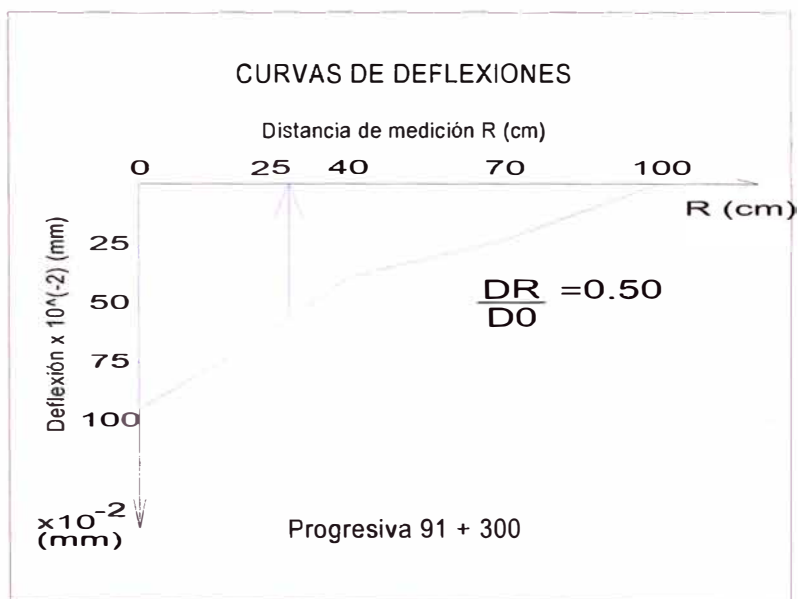 CURVAS DE DEFLEXIONES
Distancia de medición R (cm)
0 25 40 70 100
R (cm)
Deflexión x 10^(-2) (mm)
25
50
75
100
DR =0.50
D0
x10-2
(mm)
Progresiva 91 + 300